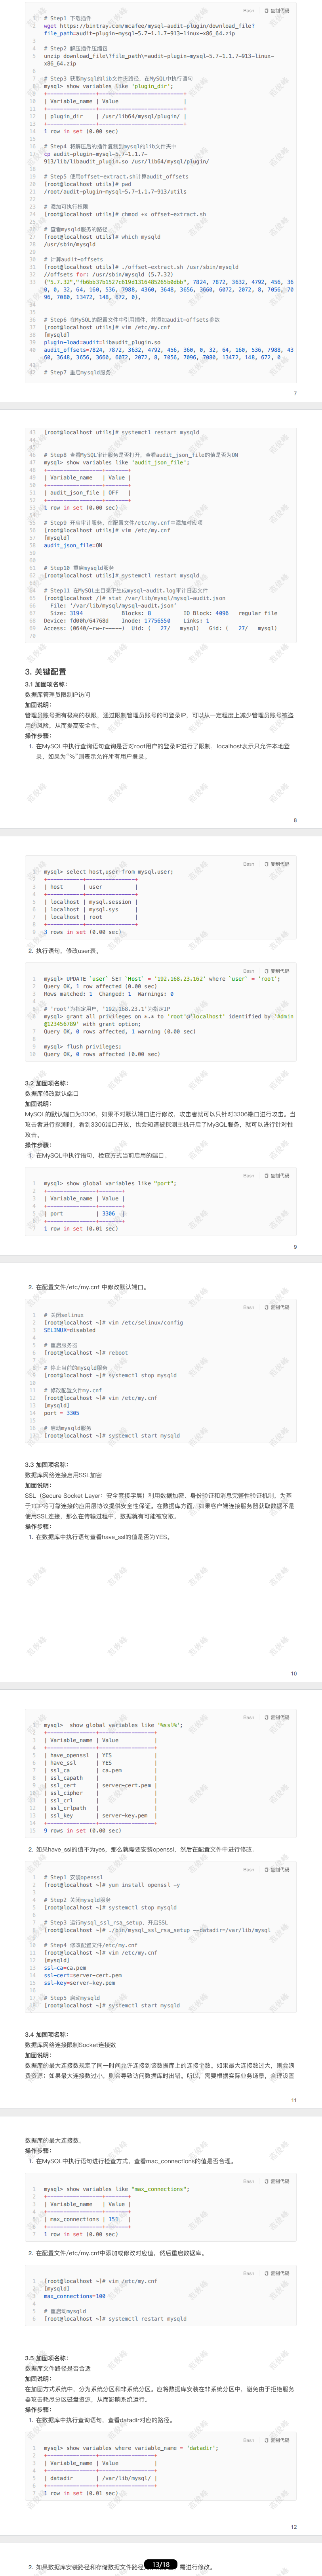 Bash 复制代码
1 # Step1 下载插件
2 wget https://bintray.com/mcafee/mysql-audit-plugin/download_file?
file_path=audit-plugin-mysql-5.7-1.1.7-913-linux-x86_64.zip
3
4 # Step2 解压插件压缩包
5 unzip download_file\?file_path\=audit-plugin-mysql-5.7-1.1.7-913-linux-
x86_64.zip
6
7 # Step3 获取mysql的lib文件夹路径，在MySQL中执行语句
8 mysql> show variables like 'plugin_dir';
| Variable_name | Value |
| plugin_dir | /usr/lib64/mysql/plugin/ |
1 row in set (0.00 sec)
# Step4 将解压后的插件复制到mysql的lib文件夹中
cp audit-plugin-mysql-5.7-1.1.7-
913/lib/libaudit_plugin.so /usr/lib64/mysql/plugin/
# Step5 使用offset-extract.sh计算audit_offsets
[root@localhost utils]# pwd
/root/audit-plugin-mysql-5.7-1.1.7-913/utils
# 添加可执行权限
[root@localhost utils]# chmod +x offset-extract.sh
# 查看mysqld服务的路径
[root@localhost utils]# which mysqld
/usr/sbin/mysqld
# 计算audit-offsets
[root@localhost utils]# ./offset-extract.sh /usr/sbin/mysqld
//offsets for: /usr/sbin/mysqld (5.7.32)
# Step6 在MySQL的配置文件中引用插件，并添加audit-offsets参数
[root@localhost utils]# vim /etc/my.cnf
[mysqld]
plugin-load=audit=libaudit_plugin.so
audit_offsets=7824, 7872, 3632, 4792, 456, 360, 0, 32, 64, 160, 536, 7988, 43
60, 3648, 3656, 3660, 6072, 2072, 8, 7056, 7096, 7080, 13472, 148, 672, 0
# Step7 重启mysqld服务
7
[root@localhost utils]# systemctl restart mysqld
# Step8 查看MySQL审计服务是否打开，查看audit_json_file的值是否为ON
mysql> show variables like 'audit_json_file';
| Variable_name | Value |
| audit_json_file | OFF |
1 row in set (0.00 sec)
# Step9 开启审计服务，在配置文件/etc/my.cnf中添加对应项
[root@localhost utils]# vim /etc/my.cnf
[mysqld]
audit_json_file=ON
# Step10 重启mysqld服务
[root@localhost utils]# systemctl restart mysqld
# Step11 在MySQL主目录下生成mysql-audit.log审计日志文件
[root@localhost /]# stat /var/lib/mysql/mysql-audit.json
File: '/var/lib/mysql/mysql-audit.json'
Size: 3194 Blocks: 8 IO Block: 4096 regular file
Device: fd00h/64768d Inode: 17756550 Links: 1
Access: (0640/-rw-r-----) Uid: ( 27/ mysql) Gid: ( 27/ mysql)
3. 关键配置
3.1 加固项名称：
数据库管理员限制IP访问
加固说明：
管理员账号拥有极高的权限，通过限制管理员账号的可登录IP，可以从一定程度上减少管理员账号被盗
用的风险，从而提高安全性。
操作步骤：
1. 在MySQL中执行查询语句查询是否对root用户的登录IP进行了限制，localhost表示只允许本地登
录，如果为"%"则表示允许所有用户登录。
8
Bash 复制代码
1 mysql> select host,user from mysql.user;
| host | user |
| localhost | mysql.session |
| localhost | mysql.sys |
| localhost | root |
3 rows in set (0.00 sec)
2. 执行语句，修改user表。
Bash 复制代码
1 mysql> UPDATE `user` SET `Host` = '192.168.23.162' where `user` = 'root';
2 Query OK, 1 row affected (0.00 sec)
3 Rows matched: 1 Changed: 1 Warnings: 0
4
5 # 'root'为指定用户，'192.168.23.1'为指定IP
6 mysql> grant all privileges on *.* to 'root'@'localhost' identified by 'Admin
@123456789' with grant option;
7 Query OK, 0 rows affected, 1 warning (0.00 sec)
8
9 mysql> flush privileges;
10 Query OK, 0 rows affected (0.00 sec)
3.2 加固项名称：
数据库修改默认端口
加固说明：
MySQL的默认端口为3306，如果不对默认端口进行修改，攻击者就可以只针对3306端口进行攻击。当
攻击者进行探测时，看到3306端口开放，也会知道被探测主机开启了MySQL服务，就可以进行针对性
攻击。
操作步骤：
1. 在MySQL中执行语句，检查方式当前启用的端口。
Bash 复制代码
1 mysql> show global variables like "port";
| Variable_name | Value |
| port | 3306 |
1 row in set (0.01 sec)
9
2. 在配置文件/etc/my.cnf 中修改默认端口。
Bash 复制代码
1 # 关闭selinux
2 [root@localhost ~]# vim /etc/selinux/config
3 SELINUX=disabled
4
5 # 重启服务器
6 [root@localhost ~]# reboot
7
8 # 停止当前的mysqld服务
9 [root@localhost ~]# systemctl stop mysqld
10
11 # 修改配置文件my.cnf
12 [root@localhost ~]# vim /etc/my.cnf
13 [mysqld]
14 port = 3305
15
16 # 启动mysqld服务
17 [root@localhost ~]# systemctl start mysqld
3.3 加固项名称：
数据库网络连接启用SSL加密
加固说明：
SSL（Secure Socket Layer：安全套接字层）利用数据加密、身份验证和消息完整性验证机制，为基
于TCP等可靠连接的应用层协议提供安全性保证。在数据库方面，如果客户端连接服务器获取数据不是
使用SSL连接，那么在传输过程中，数据就有可能被窃取。
操作步骤：
1. 在数据库中执行语句查看have_ssl的值是否为YES。
10
Bash 复制代码
1 mysql> show global variables like '%ssl%';
| Variable_name | Value |
| have_openssl | YES |
| have_ssl | YES |
| ssl_ca | ca.pem |
| ssl_capath | |
| ssl_cert | server-cert.pem |
| ssl_cipher | |
| ssl_crl | |
| ssl_crlpath | |
| ssl_key | server-key.pem |
9 rows in set (0.00 sec)
2. 如果have_ssl的值不为yes，那么就需要安装openssl，然后在配置文件中进行修改。
Bash 复制代码
1 # Step1 安装openssl
2 [root@localhost ~]# yum install openssl -y
3
4 # Step2 关闭mysqld服务
5 [root@localhost ~]# systemctl stop mysqld
6
7 # Step3 运行mysql_ssl_rsa_setup，开启SSL
8 [root@localhost ~]# ./bin/mysql_ssl_rsa_setup --datadir=/var/lib/mysql
9
10 # Step4 修改配置文件/etc/my.cnf
11 [root@localhost ~]# vim /etc/my.cnf
12 [mysqld]
13 ssl-ca=ca.pem
14 ssl-cert=server-cert.pem
15 ssl-key=server-key.pem
16
17 # Step5 启动mysqld
18 [root@localhost ~]# systemctl start mysqld
3.4 加固项名称：
数据库网络连接限制Socket连接数
加固说明：
数据库的最大连接数规定了同一时间允许连接到该数据库上的连接个数。如果最大连接数过大，则会浪
费资源；如果最大连接数过小，则会导致访问数据库时出错。所以，需要根据实际业务场景，合理设置
11
数据库的最大连接数。
操作步骤：
1. 在MySQL中执行语句进行检查方式，查看mac_connections的值是否合理。
Bash 复制代码
1 mysql> show variables like "max_connections";
| Variable_name | Value |
| max_connections | 151 |
1 row in set (0.00 sec)
2. 在配置文件/etc/my.cnf中添加或修改对应值，然后重启数据库。
Bash 复制代码
1 [root@localhost ~]# vim /etc/my.cnf
2 [mysqld]
3 max_connections=100
4
5 # 重启动mysqld
6 [root@localhost ~]# systemctl restart mysqld
3.5 加固项名称：
数据库文件路径是否合适
加固说明：
在加固方式系统中，分为系统分区和非系统分区。应将数据库安装在非系统分区中，避免由于拒绝服务
器攻击耗尽分区磁盘资源，从而影响系统运行。
操作步骤：
1. 在数据库中执行查询语句，查看datadir对应的路径。
Bash 复制代码
1 mysql> show variables where variable_name = 'datadir';
| Variable_name | Value |
| datadir | /var/lib/mysql/ |
1 row in set (0.01 sec)
12
2. 如果数据库安装路径和存储数据文件路径 需进行修改。
13/18